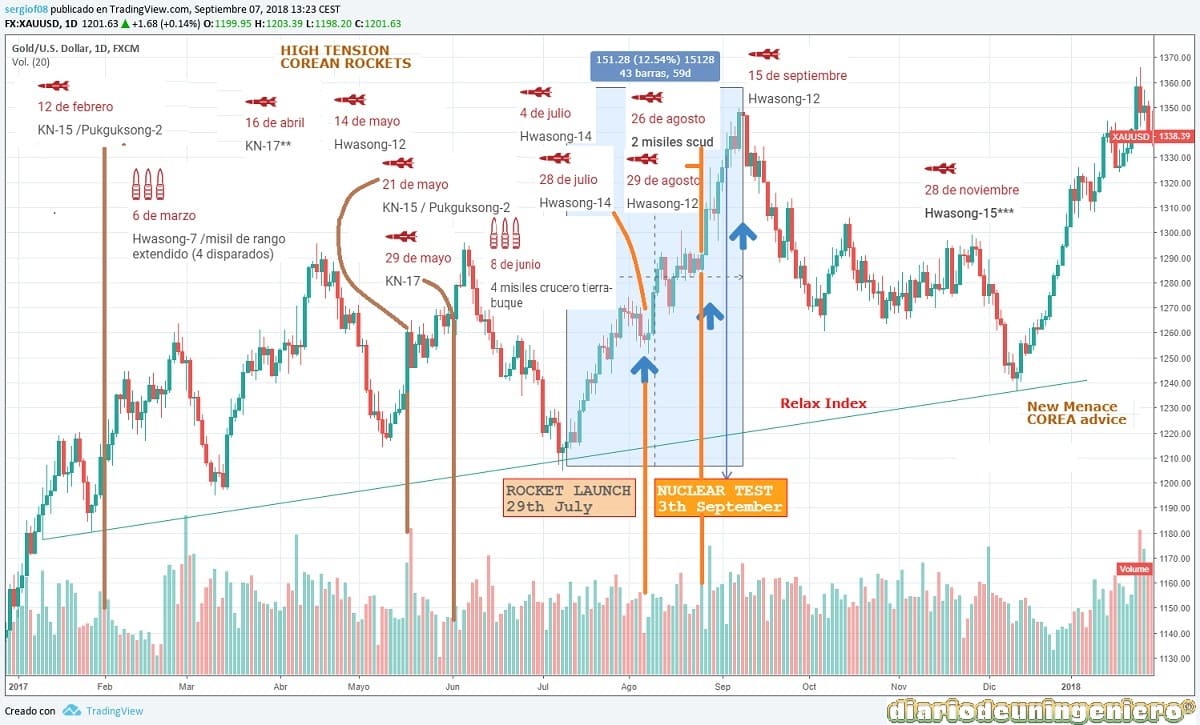 sergiof08 publicado en TradingView.com, Septiembre 07, 2018 13:23 CEST
FX:XAUUSD, 1D 1201.63 ▲ +1.68 (+0.14%) O:1199.95 H:1203.39 L:1198.20 C:1201.63
Gold/U.S. Dollar, 1D, FXCM
Vol. (20)
HIGH TENSION
COREAN ROCKETS
12 de febrero
KN-15 /Pukguksong-2
6 de marzo
Hwasong-7 /misil de rango
extendido (4 disparados)
16 de abril
KN-17**
14 de mayo
Hwasong-12
21 de mayo
KN-15 / Pukguksong-2
29 de mayo
KN-17
8 de junio
4 misiles crucero tierra-
buque
4 de julio
Hwasong-14
28 de julio
Hwasong-14
151.28 (12.54%) 15128
43 barras, 59d
26 de agosto
2 misiles scud
29 de agosto
Hwasong-12
15 de septiembre
Hwasong-12
28 de noviembre
Hwasong-15***
Relax Index
New Menace
COREA advice
ROCKET LAUNCH
29th July
NUCLEAR TEST
3th September
1370.00
1360.00
1350.00
XAUUSD 1338.39
1330.00
1320.00
1310.00
1300.00
1290.00
1280.00
1270.00
1260.00
1250.00
1240.00
1230.00
1220.00
1210.00
1200.00
1190.00
1180.00
1170.00
Volume
1160.00
1150.00
1140.00
1130.00
2017 Feb Mar Abr Mayo Jun Jul Ago Sep Oct Nov Dic 2018
Creado con TradingView
diariodeuningeniero®